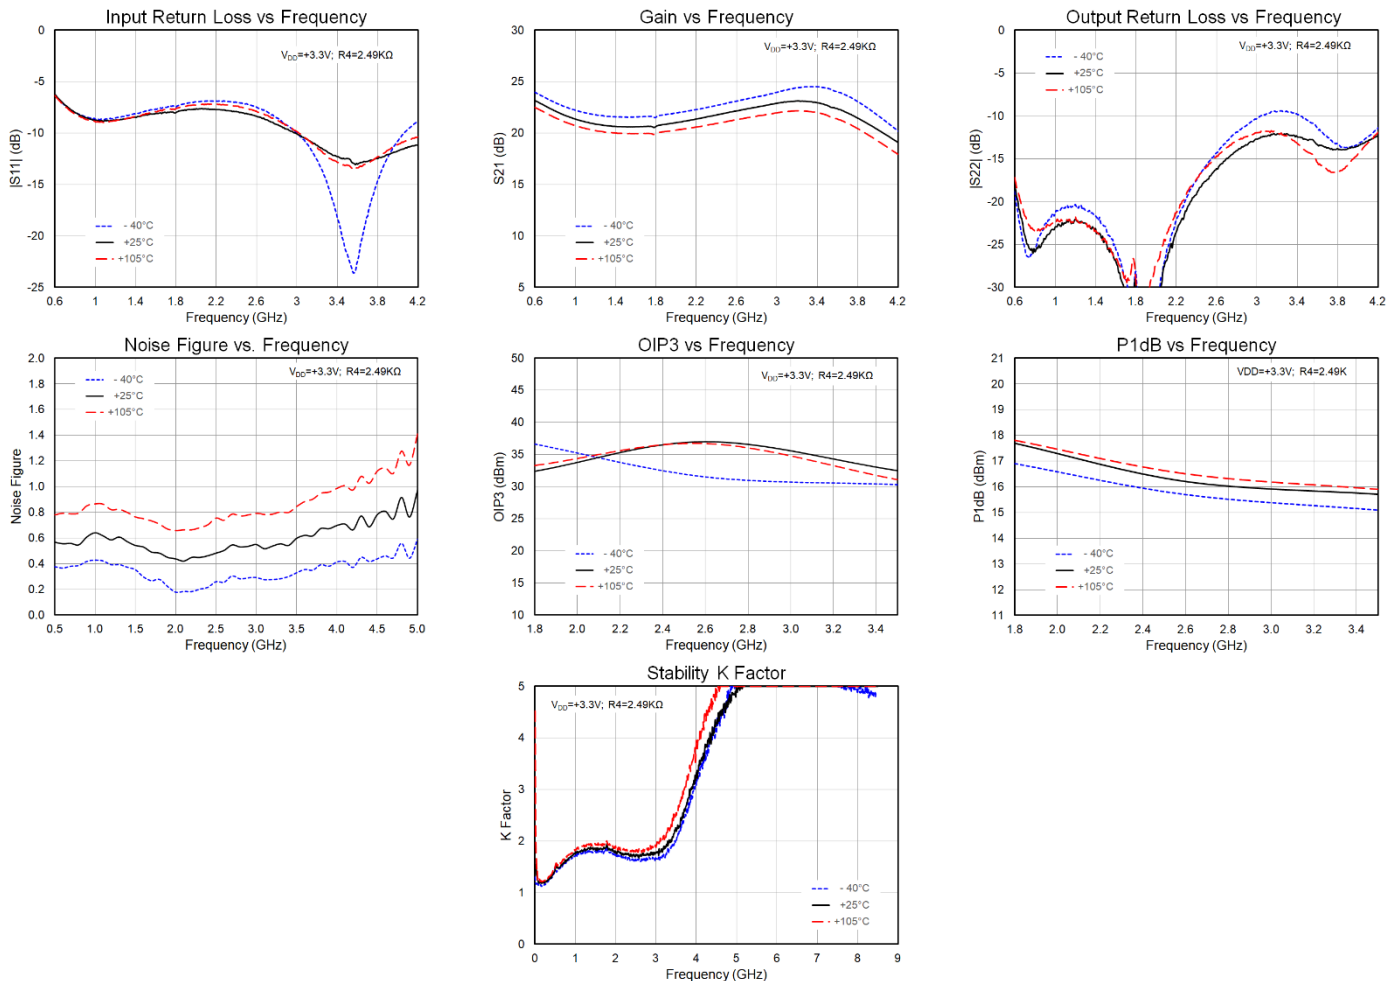 Input Return Loss vs Frequency
0
-5
-10
-15
-20
-25
|S11| (dB)
V_DD=+3.3V; R4=2.49KΩ
- 40°C
+25°C
+105°C
0.6 1 1.4 1.8 2.2 2.6 3 3.4 3.8 4.2
Frequency (GHz)
Gain vs Frequency
30
25
20
15
10
5
S21 (dB)
V_DD=+3.3V; R4=2.49KΩ
- 40°C
+25°C
+105°C
0.6 1 1.4 1.8 2.2 2.6 3 3.4 3.8 4.2
Frequency (GHz)
Output Return Loss vs Frequency
0
-5
-10
-15
-20
-25
-30
|S22| (dB)
- 40°C
+25°C
+105°C
V_DD=+3.3V; R4=2.49KΩ
0.6 1 1.4 1.8 2.2 2.6 3 3.4 3.8 4.2
Frequency (GHz)
Noise Figure vs. Frequency
2.0
1.8
1.6
1.4
1.2
1.0
0.8
0.6
0.4
0.2
0.0
Noise Figure
- 40°C
+25°C
+105°C
V_DD=+3.3V; R4=2.49KΩ
0.5 1.0 1.5 2.0 2.5 3.0 3.5 4.0 4.5 5.0
Frequency (GHz)
OIP3 vs Frequency
50
45
40
35
30
25
20
15
10
OIP3 (dBm)
V_DD=+3.3V; R4=2.49KΩ
- 40°C
+25°C
+105°C
1.8 2.0 2.2 2.4 2.6 2.8 3.0 3.2 3.4
Frequency (GHz)
P1dB vs Frequency
21
20
19
18
17
16
15
14
13
12
11
P1dB (dBm)
VDD=+3.3V; R4=2.49K
- 40°C
+25°C
+105°C
1.8 2.0 2.2 2.4 2.6 2.8 3.0 3.2 3.4
Frequency (GHz)
Stability K Factor
5
4
3
2
1
0
K Factor
V_DD=+3.3V; R4=2.49KΩ
- 40°C
+25°C
+105°C
0 1 2 3 4 5 6 7 8 9
Frequency (GHz)